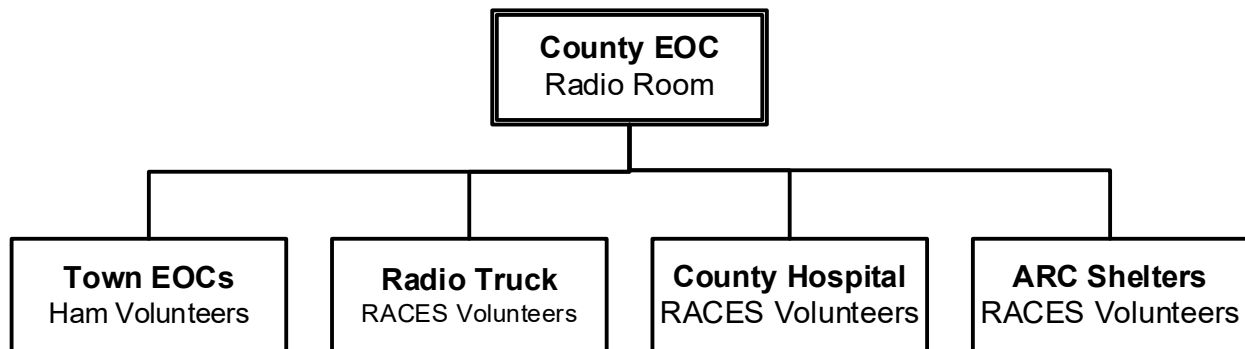 County EOC
Radio Room
Town EOCs
Ham Volunteers
Radio Truck
RACES Volunteers
County Hospital
RACES Volunteers
ARC Shelters
RACES Volunteers